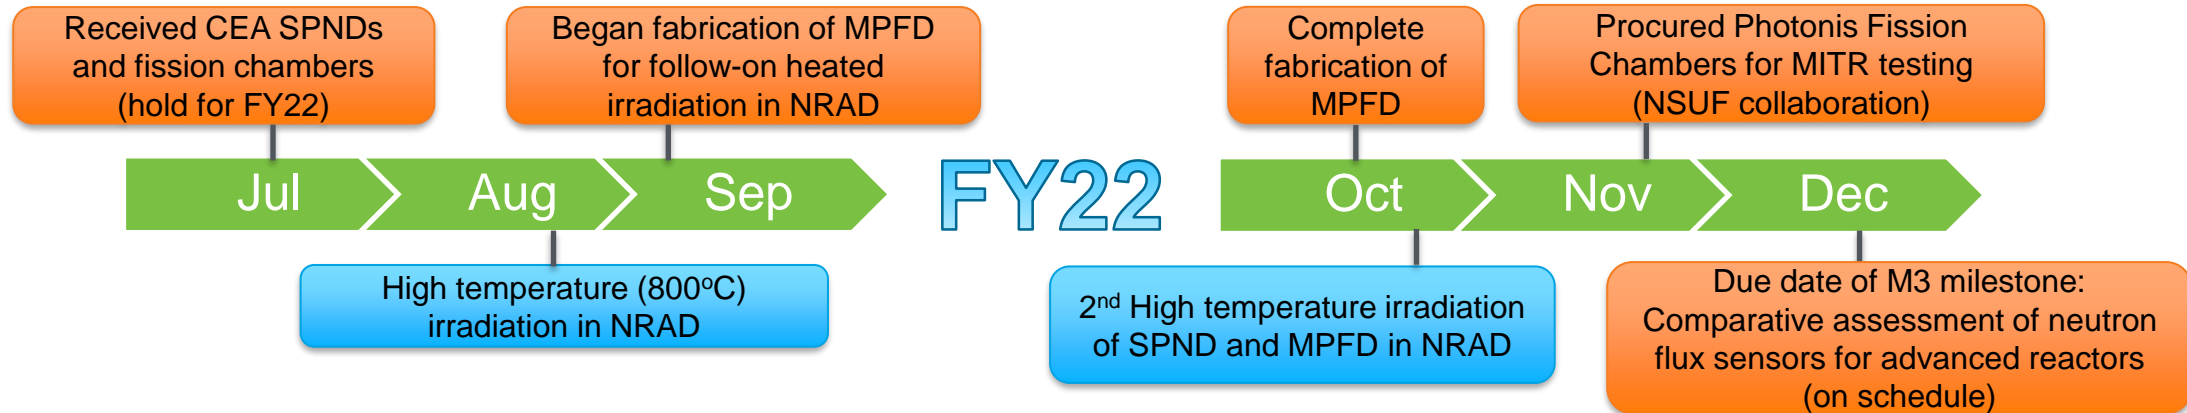 Received CEA SPNDs
and fission chambers
(hold for FY22)
Began fabrication of MPFD
for follow-on heated
irradiation in NRAD
Complete
fabrication of
MPFD
Procured Photonis Fission
Chambers for MITR testing
(NSUF collaboration)
Jul
Aug
Sep
FY22
Oct
Nov
Dec
High temperature (800°C)
irradiation in NRAD
2nd High temperature irradiation
of SPND and MPFD in NRAD
Due date of M3 milestone:
Comparative assessment of neutron
flux sensors for advanced reactors
(on schedule)